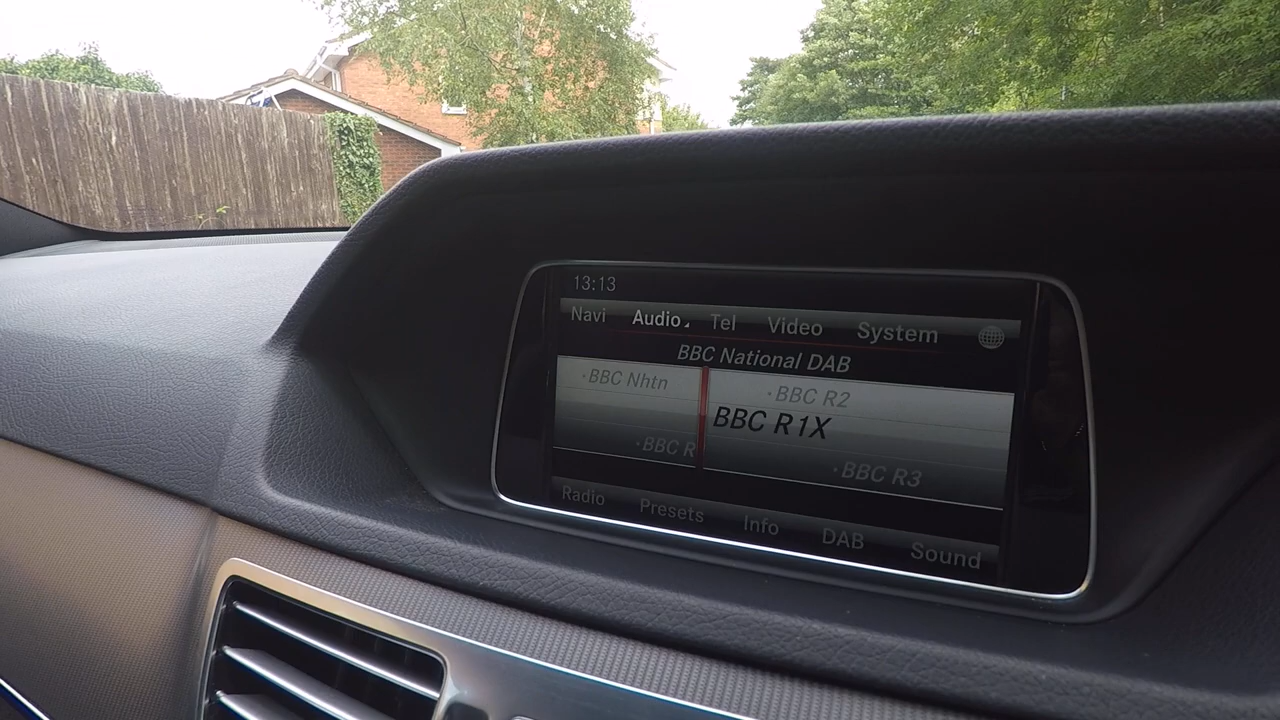 13:13
Navi Audio Tel Video System
BBC National DAB
·BBC Nhtn ·BBC R2
BBC R1X
·BBC R ·BBC R3
Radio Presets Info DAB Sound